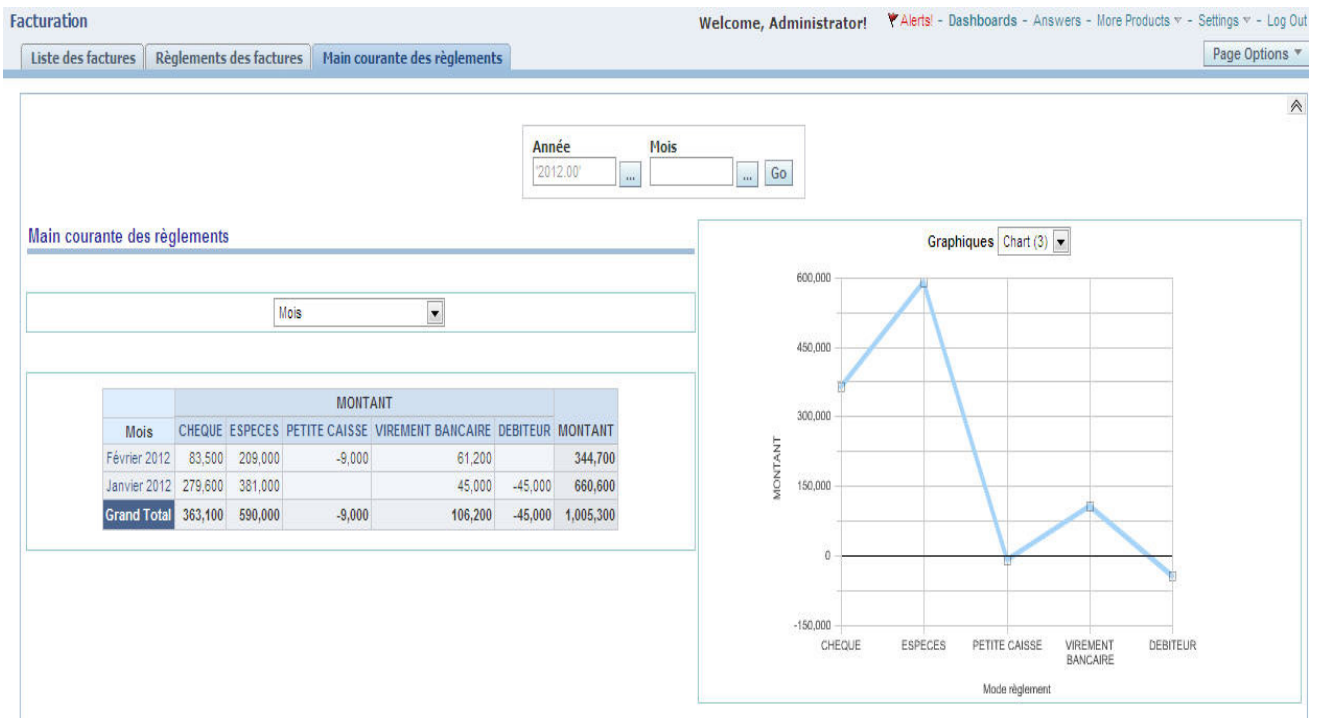 Facturation
Welcome, Administrator! Alerts! - Dashboards - Answers - More Products - Settings - Log Out
Liste des factures Règlements des factures Main courante des règlements
Page Options
Année Mois
'2012.00' ... ... Go
Main courante des règlements
Graphiques Chart (3)
Mois
MONTANT
Mois CHEQUE ESPECES PETITE CAISSE VIREMENT BANCAIRE DEBITEUR MONTANT
Février 2012 83,500 209,000 -9,000 61,200 344,700
Janvier 2012 279,600 381,000 45,000 -45,000 660,600
Grand Total 363,100 590,000 -9,000 106,200 -45,000 1,005,300
600,000
450,000
300,000
150,000
0
-150,000
MONTANT
CHEQUE ESPECES PETITE CAISSE VIREMENT BANCAIRE DEBITEUR
Mode règlement